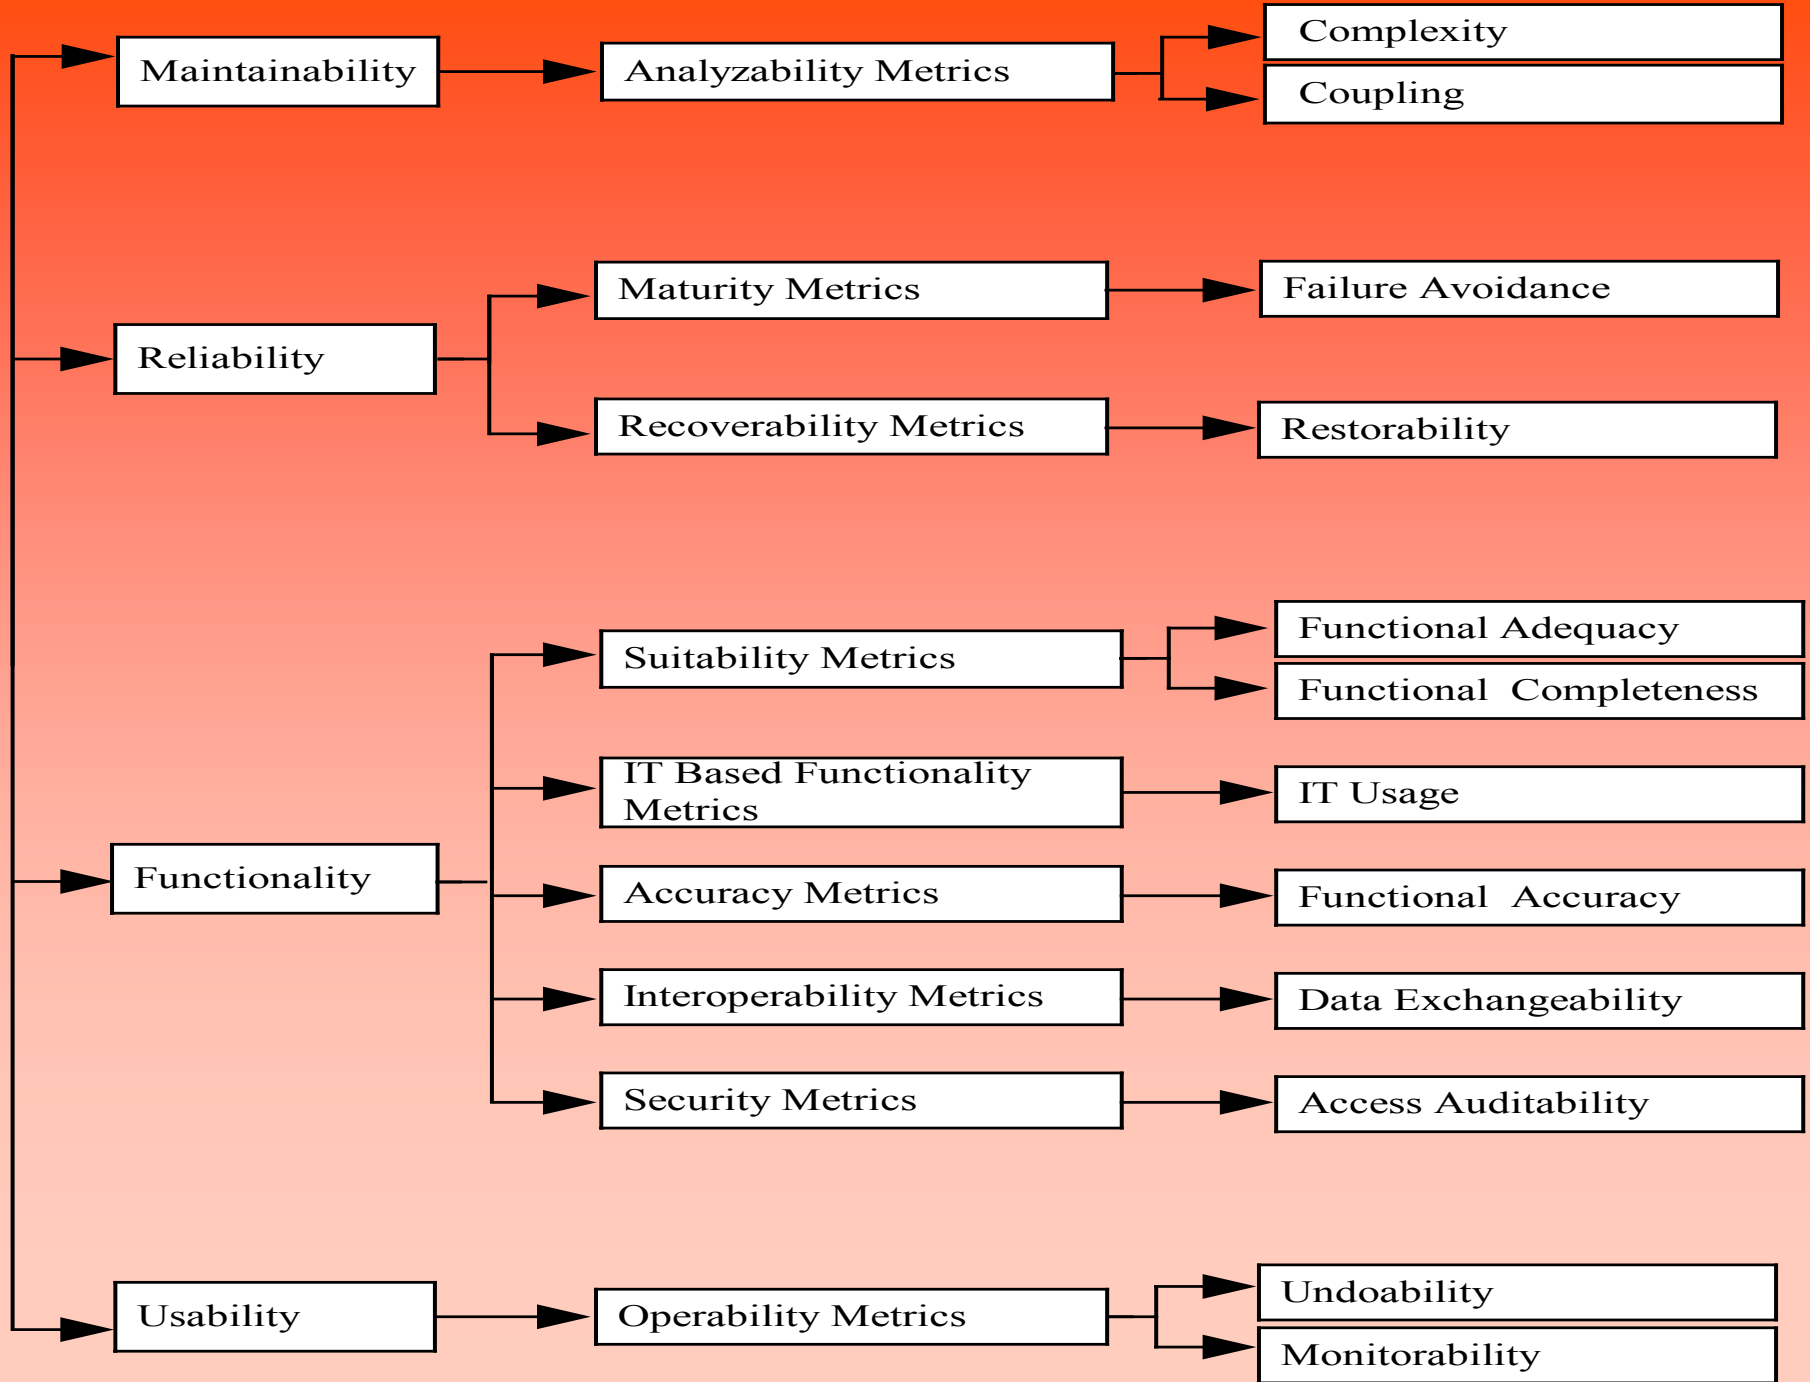 Maintainability
Analyzability Metrics
Complexity
Coupling
Reliability
Maturity Metrics
Failure Avoidance
Recoverability Metrics
Restorability
Functionality
Suitability Metrics
Functional Adequacy
Functional Completeness
IT Based Functionality
Metrics
IT Usage
Accuracy Metrics
Functional Accuracy
Interoperability Metrics
Data Exchangeability
Security Metrics
Access Auditability
Usability
Operability Metrics
Undoability
Monitorability